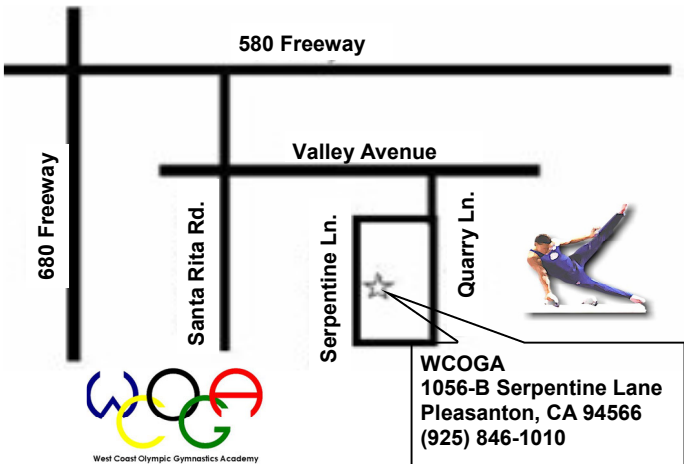 580 Freeway
Valley Avenue
680 Freeway
Santa Rita Rd.
Serpentine Ln.
Quarry Ln.
WCOGA
1056-B Serpentine Lane
Pleasanton, CA 94566
(925) 846-1010
WCOGA
West Coast Olympic Gymnastics Academy